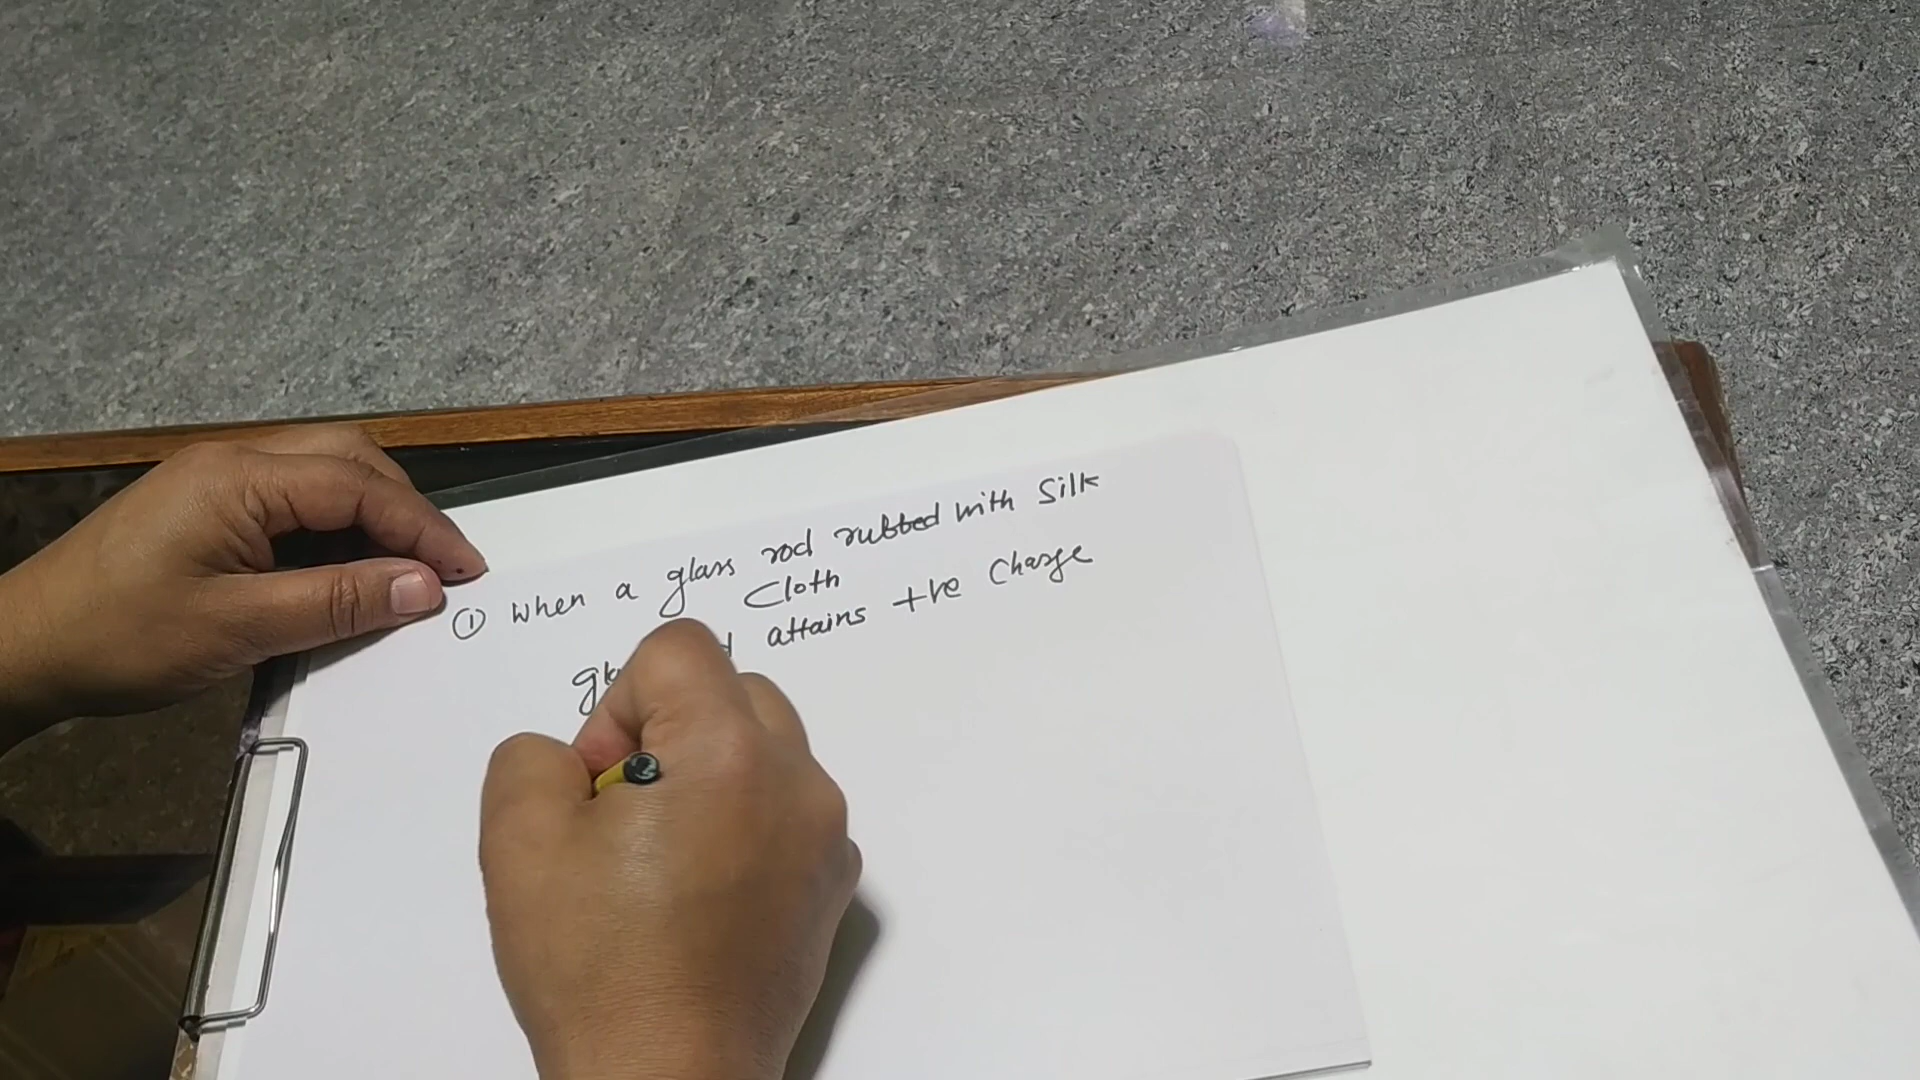 ① When a glass rod rubbed with Silk
Cloth
attains +ve Charge